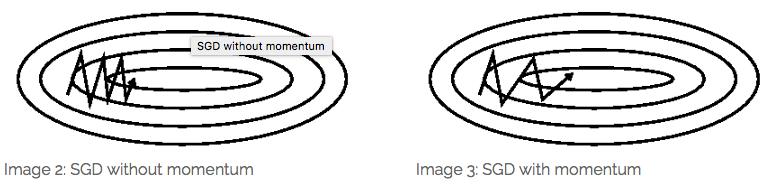 SGD without momentum
Image 2: SGD without momentum
Image 3: SGD with momentum